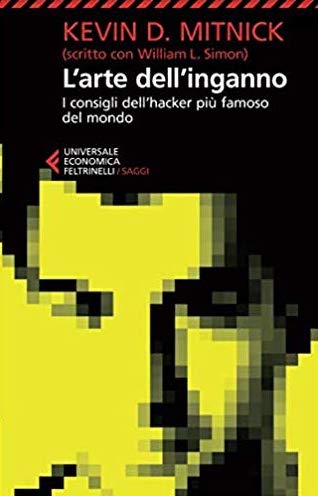 KEVIN D. MITNICK
(scritto con William L. Simon)
L'arte dell'inganno
I consigli dell'hacker più famoso
del mondo
UNIVERSALE
ECONOMICA
FELTRINELLI / SAGGI